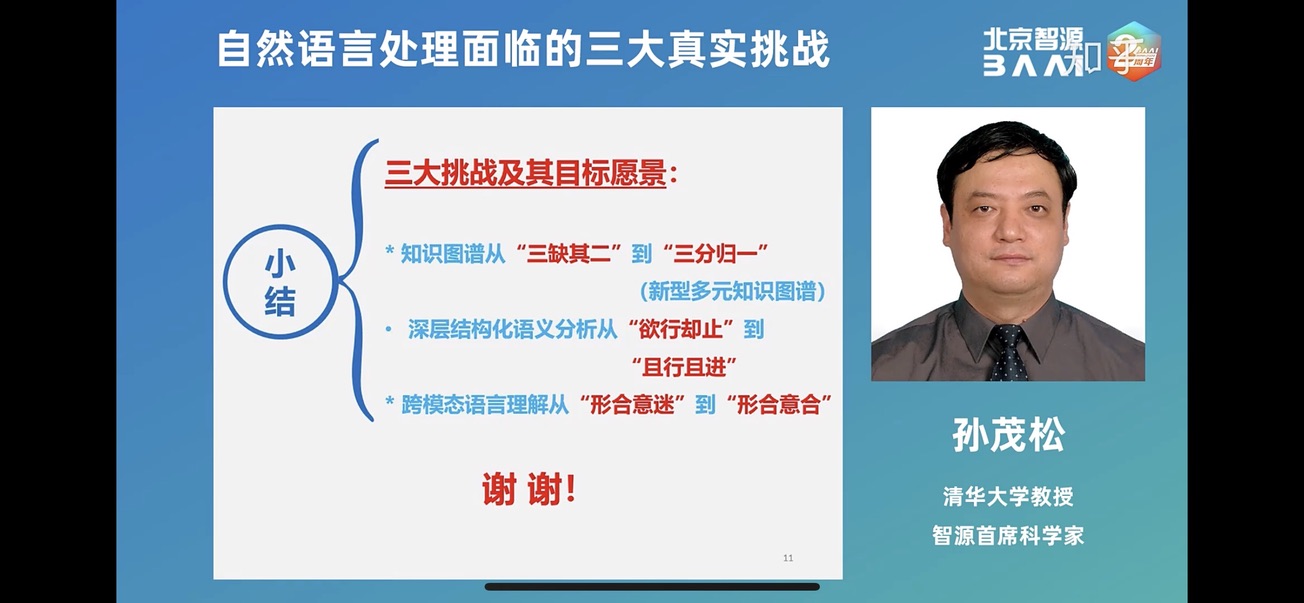 自然语言处理面临的三大真实挑战
北京智源
BAAI
知乎
小结
三大挑战及其目标愿景：
* 知识图谱从“三缺其二”到“三分归一”
（新型多元知识图谱）
• 深层结构化语义分析从“欲行却止”到
“且行且进”
* 跨模态语言理解从“形合意迷”到“形合意合”
谢 谢!
11
孙茂松
清华大学教授
智源首席科学家